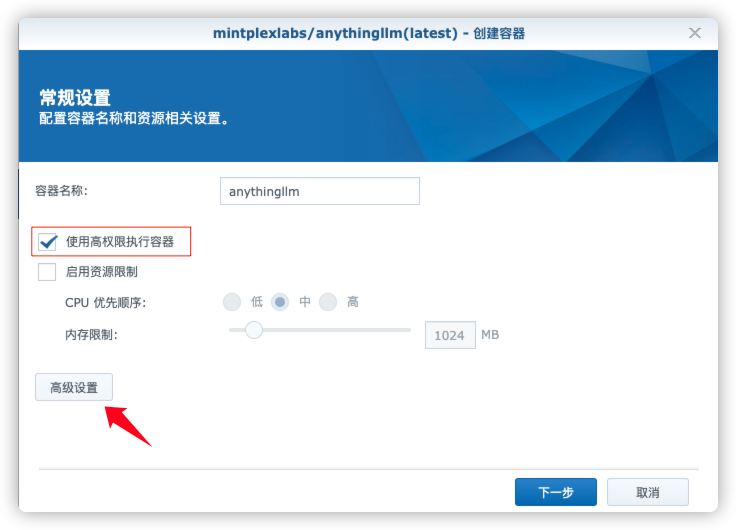 mintplexlabs/anythingllm(latest) - 创建容器
常规设置
配置容器名称和资源相关设置。
容器名称:
anythingllm
使用高权限执行容器
启用资源限制
CPU 优先顺序:
低 中 高
内存限制:
1024 MB
高级设置
下一步 取消